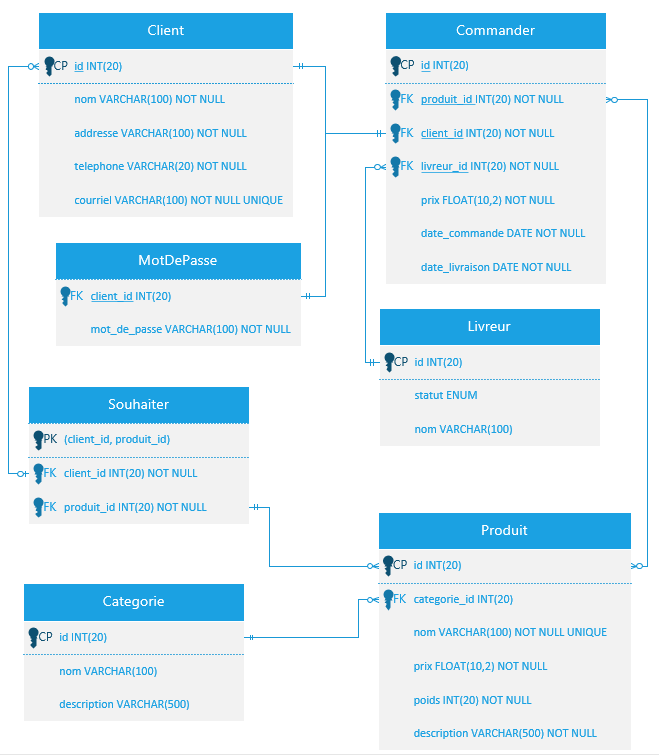 Client
CP id INT(20)
nom VARCHAR(100) NOT NULL
addresse VARCHAR(100) NOT NULL
telephone VARCHAR(20) NOT NULL
courriel VARCHAR(100) NOT NULL UNIQUE
Commander
CP id INT(20)
FK produit_id INT(20) NOT NULL
FK client_id INT(20) NOT NULL
FK livreur_id INT(20) NOT NULL
prix FLOAT(10,2) NOT NULL
date_commande DATE NOT NULL
date_livraison DATE NOT NULL
MotDePasse
FK client_id INT(20)
mot_de_passe VARCHAR(100) NOT NULL
Livreur
CP id INT(20)
statut ENUM
nom VARCHAR(100)
Souhaiter
PK (client_id, produit_id)
FK client_id INT(20) NOT NULL
FK produit_id INT(20) NOT NULL
Produit
CP id INT(20)
FK categorie_id INT(20)
nom VARCHAR(100) NOT NULL UNIQUE
prix FLOAT(10,2) NOT NULL
poids INT(20) NOT NULL
description VARCHAR(500) NOT NULL
Categorie
CP id INT(20)
nom VARCHAR(100)
description VARCHAR(500)